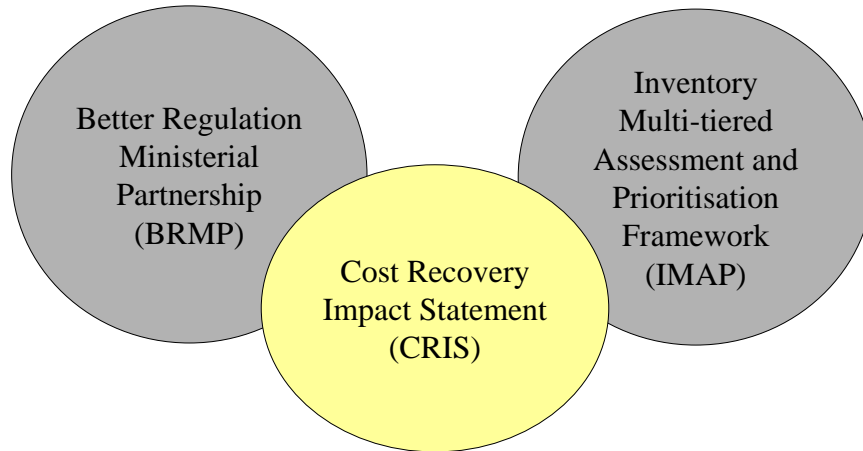 Better Regulation
Ministerial
Partnership
(BRMP)
Inventory
Multi-tiered
Assessment and
Prioritisation
Framework
(IMAP)
Cost Recovery
Impact Statement
(CRIS)